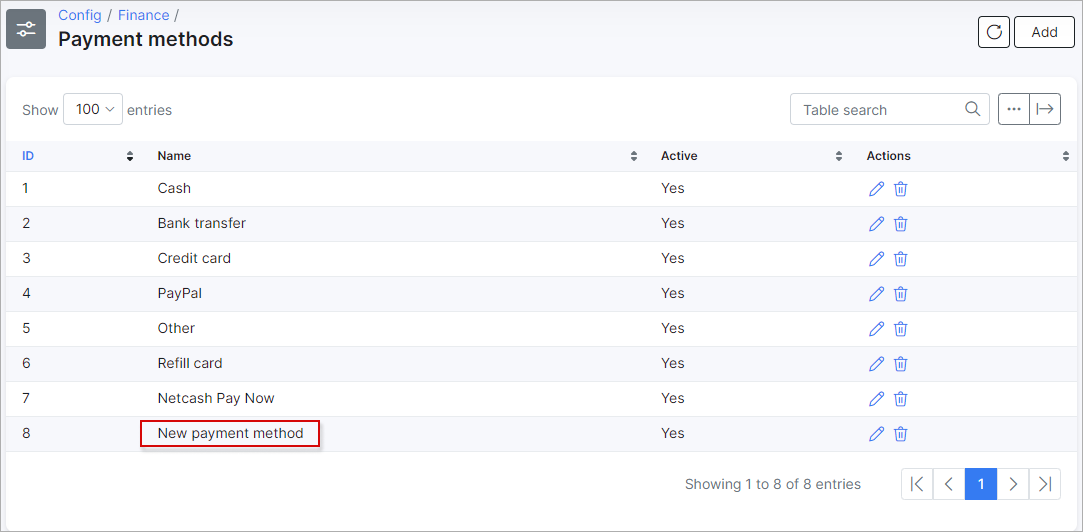 Config / Finance /
Payment methods
Add
Show 100 entries
Table search
ID Name Active Actions
1 Cash Yes
2 Bank transfer Yes
3 Credit card Yes
4 PayPal Yes
5 Other Yes
6 Refill card Yes
7 Netcash Pay Now Yes
8 New payment method Yes
Showing 1 to 8 of 8 entries 1